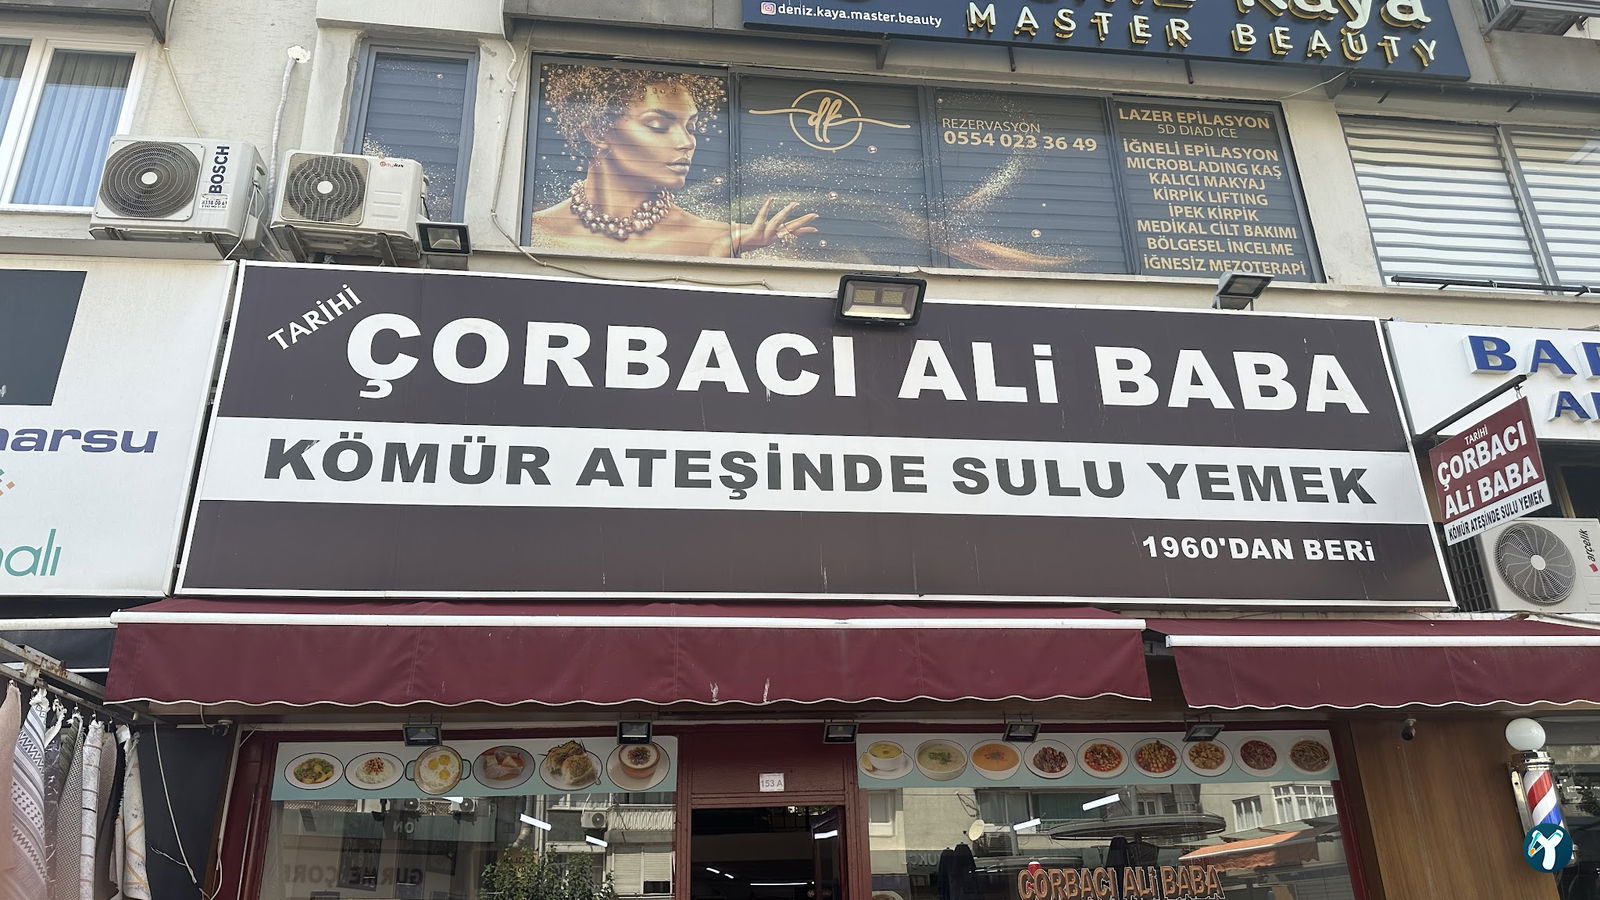 deniz.kaya.master.beauty
MASTER BEAUTY
BOSCH
REZERVASYON
0554 023 36 49
LAZER EPİLASYON
5D DIAD ICE
İĞNELİ EPİLASYON
MICROBLADING KAŞ
KALICI MAKYAJ
KİRPİK LIFTING
İPEK KİRPİK
MEDİKAL CİLT BAKIMI
BÖLGESEL İNCELME
İĞNESİZ MEZOTERAPİ
TARİHİ
ÇORBACI ALİ BABA
KÖMÜR ATEŞİNDE SULU YEMEK
1960'DAN BERİ
TARİHİ
ÇORBACI
ALİ BABA
KÖMÜR ATEŞİNDE SULU YEMEK
arçelik
153 A
ÇORBACI ALİ BABA